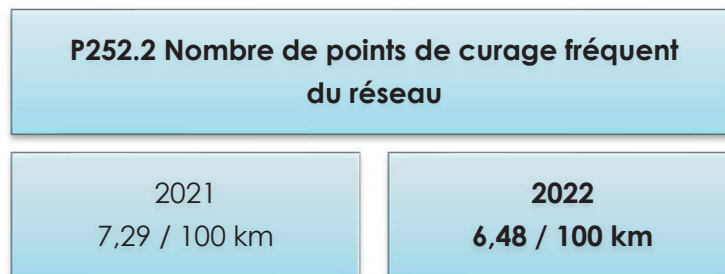 P252.2 Nombre de points de curage fréquent
du réseau
2021
7,29 / 100 km
2022
6,48 / 100 km